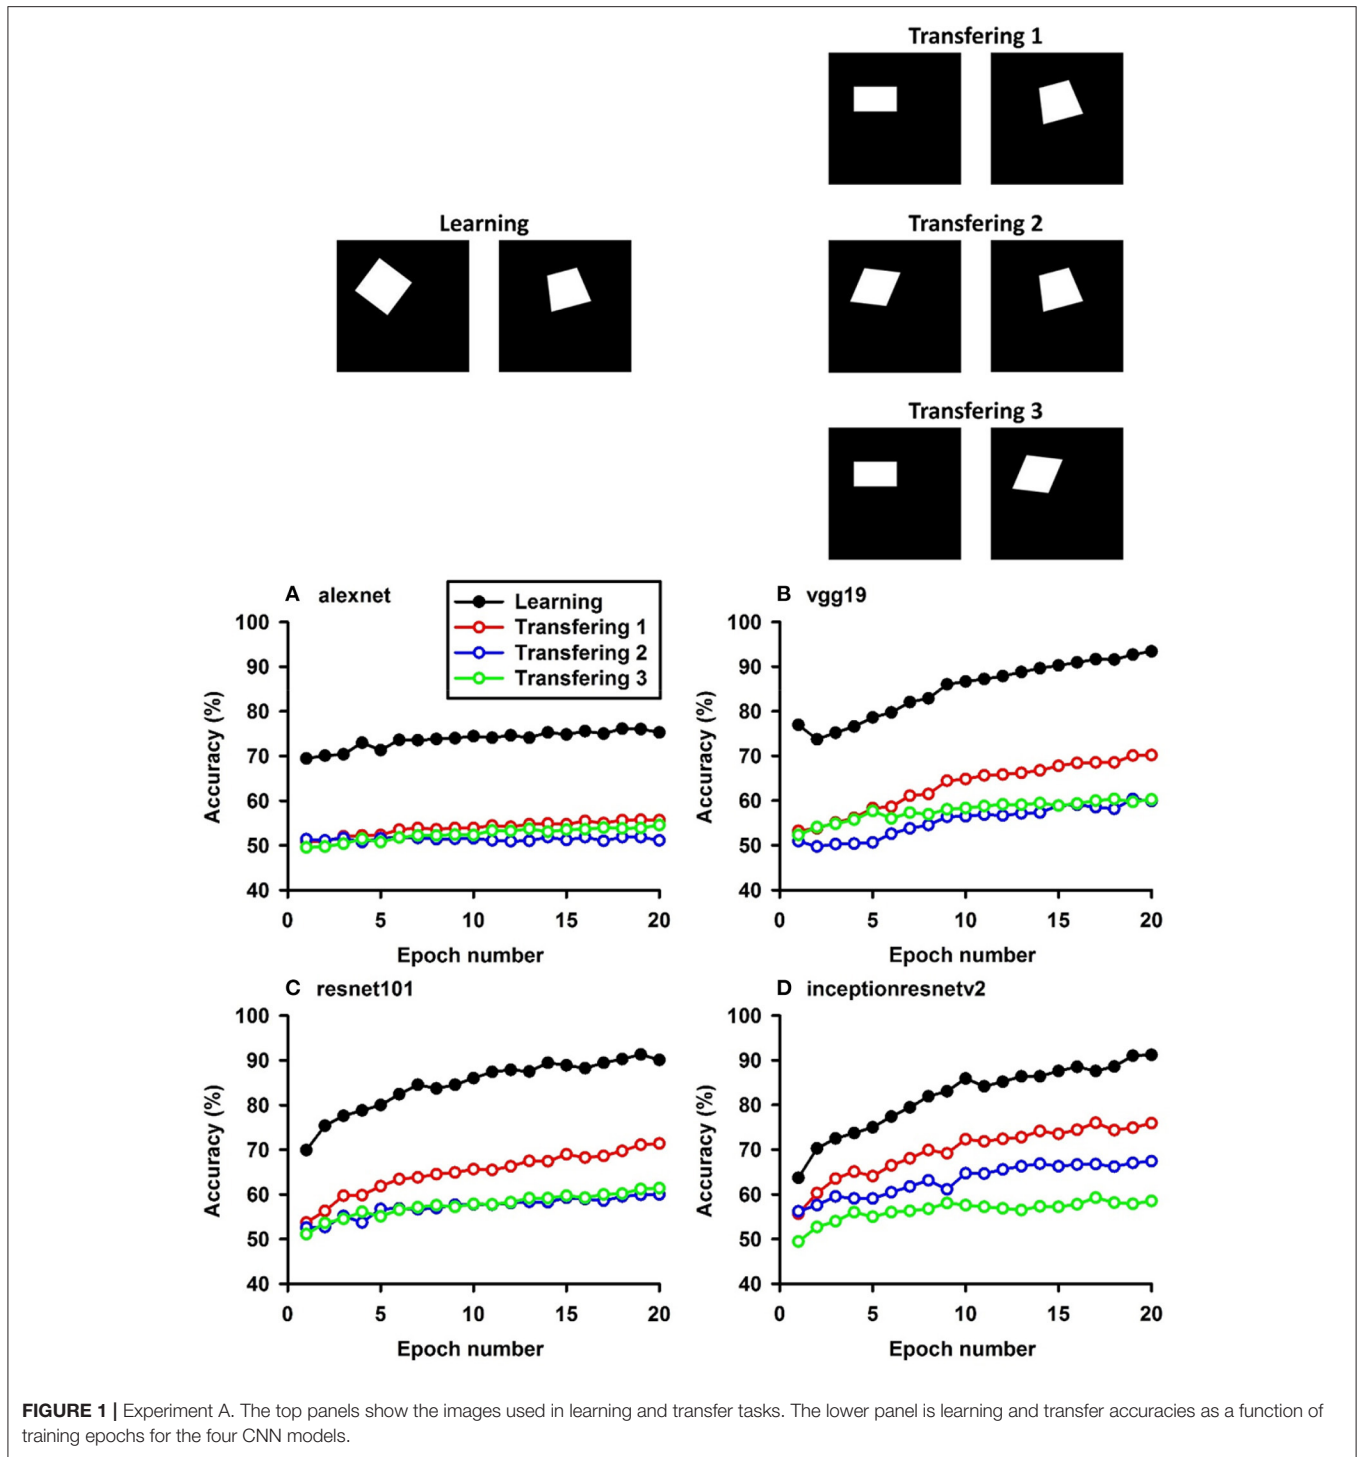 Transfering 1
Learning
Transfering 2
Transfering 3
A alexnet
Learning
Transfering 1
Transfering 2
Transfering 3
100
90
80
70
60
50
40
Accuracy (%)
0 5 10 15 20
Epoch number
B vgg19
100
90
80
70
60
50
40
Accuracy (%)
0 5 10 15 20
Epoch number
C resnet101
100
90
80
70
60
50
40
Accuracy (%)
0 5 10 15 20
Epoch number
D inceptionresnetv2
100
90
80
70
60
50
40
Accuracy (%)
0 5 10 15 20
Epoch number
FIGURE 1 | Experiment A. The top panels show the images used in learning and transfer tasks. The lower panel is learning and transfer accuracies as a function of
training epochs for the four CNN models.